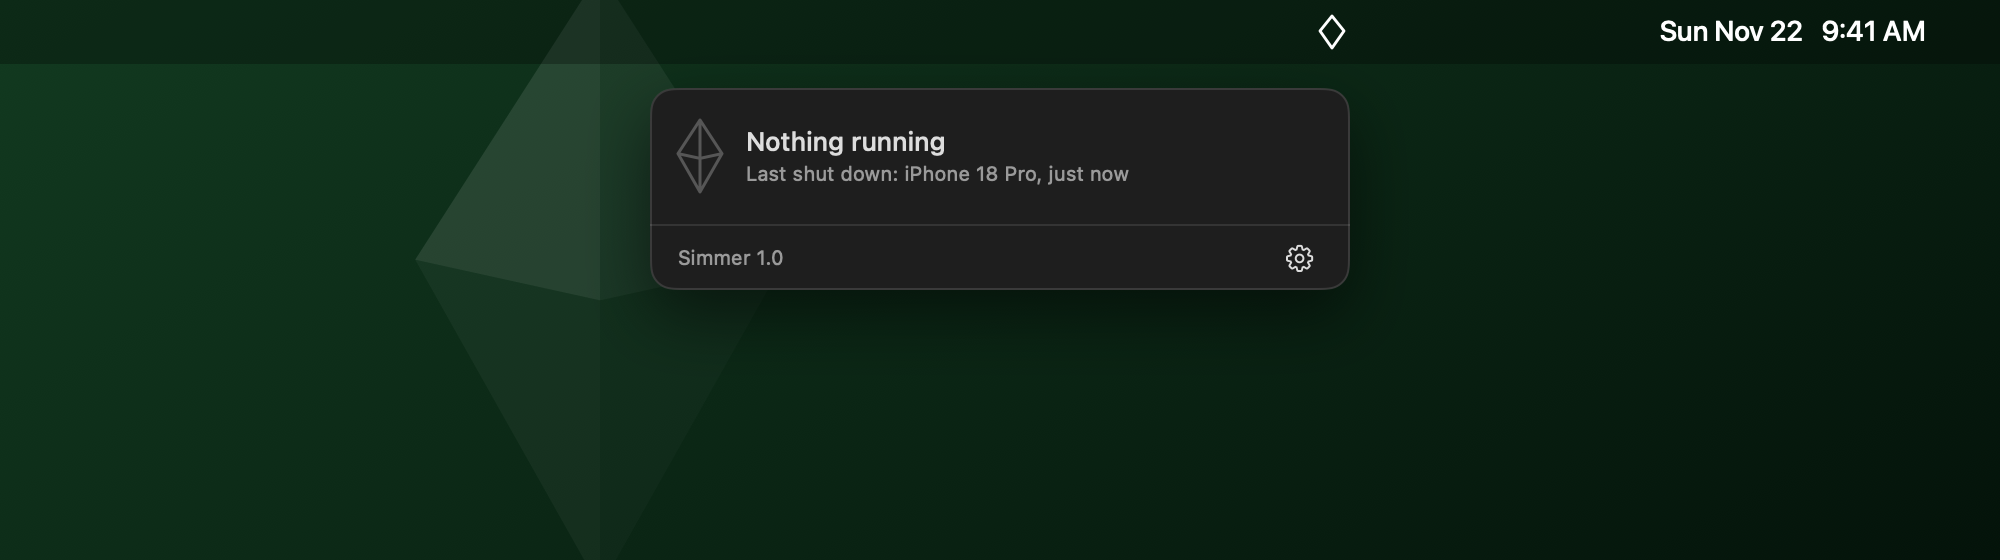 Sun Nov 22 9:41 AM
Nothing running
Last shut down: iPhone 18 Pro, just now
Simmer 1.0